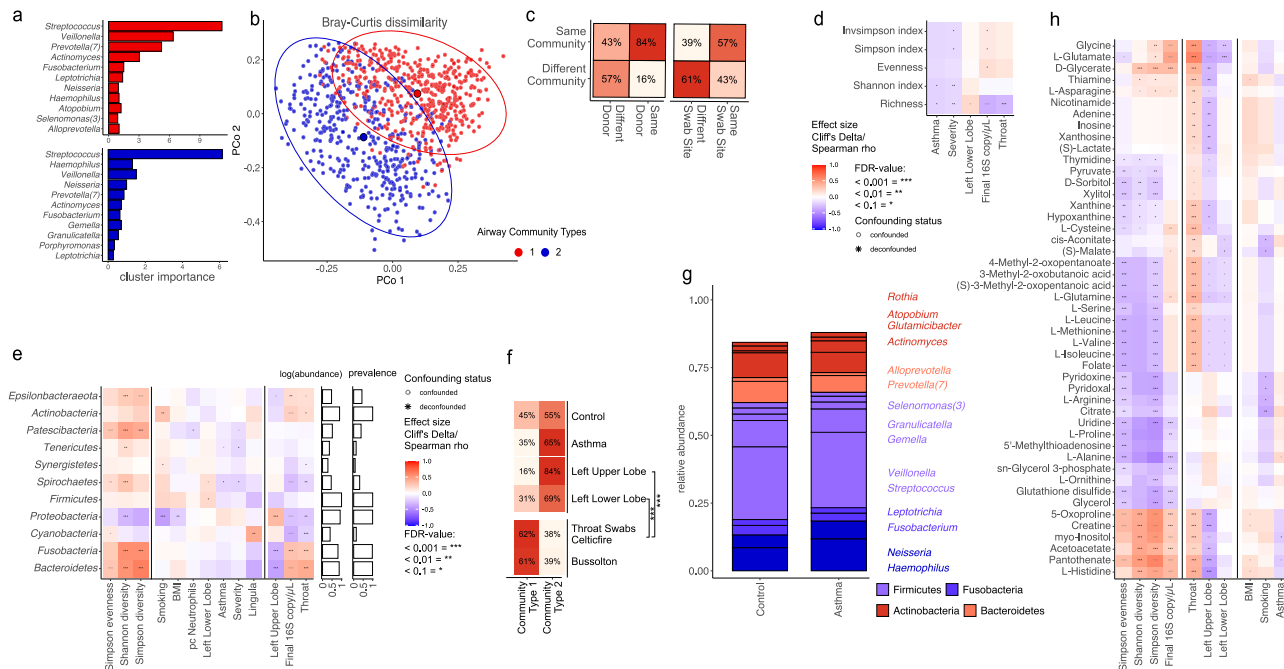 a
Streptococcus
Veillonella
Prevotella(7)
Actinomyces
Fusobacterium
Leptotrichia
Neisseria
Haemophilus
Atopobium
Selenomonas(3)
Alloprevotella
0
5
10
Streptococcus
Haemophilus
Veillonella
Neisseria
Prevotella(7)
Actinomyces
Fusobacterium
Gemella
Granulicatella
Porphyromonas
Leptotrichia
0
2
4
6
cluster importance
b
Bray-Curtis dissimilarity
PCo 2
0.2
0,0
-0,2
-0,4
-0.25
0.00
0.25
PCo 1
Airway Community Types
1
2
c
Same
Community
Different
Community
43%
84%
39%
57%
57%
16%
61%
43%
Diffrent
Donor
Same
Donor
Diffrent
Swab Site
Same
Swab Site
d
Invsimpson index
Simpson index
Evenness
Shannon index
Richness
Asthma
Severity
Left Lower Lobe
Final 16S copy/µL
Throat
Effect size
Cliff's Delta/
Spearman rho
1.0
0.5
0.0
-0.5
-1.0
FDR-value:
< 0.001 = ***
< 0.01 = **
< 0.1 = *
Confounding status
confounded
deconfounded
e
Epsilonbacteraeota
Actinobacteria
Patescibacteria
Tenericutes
Synergistetes
Spirochaetes
Firmicutes
Proteobacteria
Cyanobacteria
Fusobacteria
Bacteroidetes
Simpson evenness
Shannon diversity
Simpson diversity
Smoking
BMI
pc Neutrophils
Left Lower Lobe
Asthma
Severity
Lingula
Left Upper Lobe
Final 16S copy/µL
Throat
log(abundance)
prevalence
0
0.5
1
0
0.5
1
Confounding status
confounded
deconfounded
Effect size
Cliff's Delta/
Spearman rho
1.0
0.5
0.0
-0.5
-1.0
FDR-value:
< 0.001 = ***
< 0.01 = **
< 0.1 = *
f
45%
55%
Control
35%
65%
Asthma
16%
84%
Left Upper Lobe
31%
69%
Left Lower Lobe
62%
38%
Throat Swabs
Celticfire
61%
39%
Bussolton
Community
Type 1
Community
Type 2
g
1.00
0.75
0.50
0.25
0.00
relative abundance
Control
Asthma
Rothia
Atopobium
Glutamicibacter
Actinomyces
Alloprevotella
Prevotella(7)
Selenomonas(3)
Granulicatella
Gemella
Veillonella
Streptococcus
Leptotrichia
Fusobacterium
Neisseria
Haemophilus
Firmicutes
Fusobacteria
Actinobacteria
Bacteroidetes
h
Glycine
L-Glutamate
D-Glycerate
Thiamine
L-Asparagine
Nicotinamide
Adenine
Inosine
Xanthosine
(S)-Lactate
Thymidine
Pyruvate
D-Sorbitol
Xylitol
Xanthine
Hypoxanthine
L-Cysteine
cis-Aconitate
(S)-Malate
4-Methyl-2-oxopentanoate
3-Methyl-2-oxobutanoic acid
(S)-3-Methyl-2-oxopentanoic acid
L-Glutamine
L-Serine
L-Leucine
L-Methionine
L-Valine
L-Isoleucine
Folate
Pyridoxine
Pyridoxal
L-Arginine
Citrate
Uridine
L-Proline
5'-Methylthioadenosine
L-Alanine
sn-Glycerol 3-phosphate
L-Ornithine
Glutathione disulfide
Glycerol
5-Oxoproline
Creatine
myo-Inositol
Acetoacetate
Pantothenate
L-Histidine
Simpson evenness
Shannon diversity
Simpson diversity
Final 16S copy/µL
Throat
Left Upper Lobe
Left Lower Lobe
BMI
Smoking
Asthma